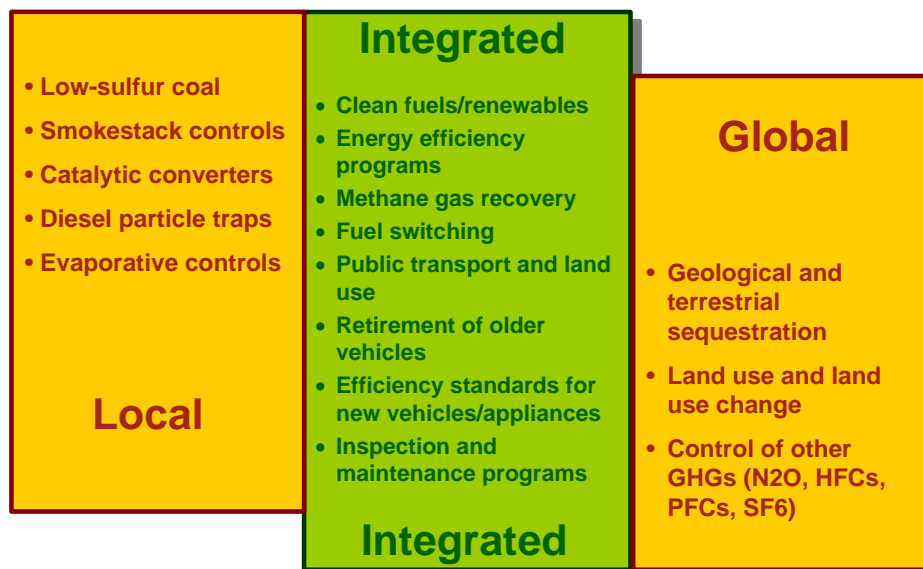 • Low-sulfur coal
• Smokestack controls
• Catalytic converters
• Diesel particle traps
• Evaporative controls
Local
Integrated
• Clean fuels/renewables
• Energy efficiency
programs
• Methane gas recovery
• Fuel switching
• Public transport and land
use
• Retirement of older
vehicles
• Efficiency standards for
new vehicles/appliances
• Inspection and
maintenance programs
Integrated
Global
• Geological and
terrestrial
sequestration
• Land use and land
use change
• Control of other
GHGs (N2O, HFCs,
PFCs, SF6)